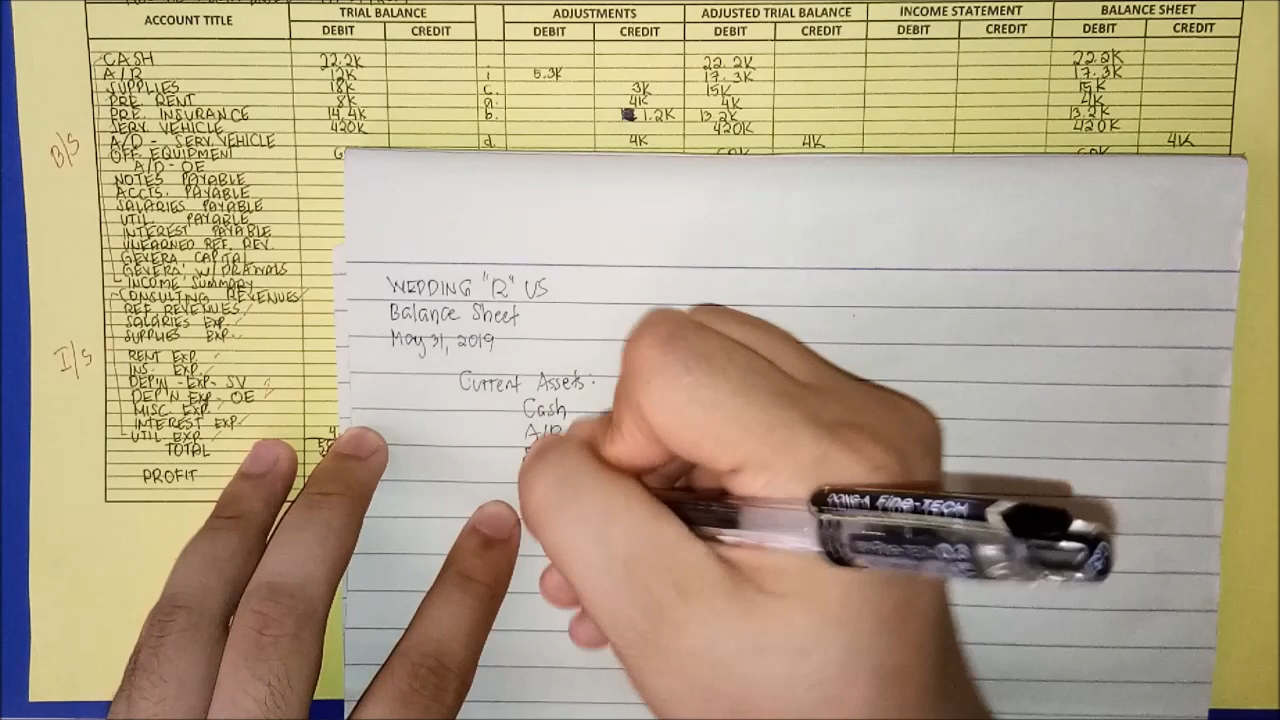 ACCOUNT TITLE TRIAL BALANCE ADJUSTMENTS ADJUSTED TRIAL BALANCE INCOME STATEMENT BALANCE SHEET
DEBIT CREDIT DEBIT CREDIT DEBIT CREDIT DEBIT CREDIT DEBIT CREDIT
CASH 22.2K 22.2K 22.2K
A/R 12K i 5.3K 17.3K 17.3K
SUPPLIES 18K c. 3K 15K 15K
PRE. RENT 8K a. 4K 4K 4K
PRE. INSURANCE 14.4K b. 1.2K 13.2K 13.2K
SERV. VEHICLE 420K 420K 420K
A/D - SERV. VEHICLE d. 4K 4K 4K
OFF. EQUIPMENT
A/D - OE
NOTES PAYABLE
ACCTS. PAYABLE
SALARIES PAYABLE
UTIL. PAYABLE
INTEREST PAYABLE
UNEARNED REF. REV.
GEVERA CAPITAL
GEVERA W/DRAWALS
INCOME SUMMARY
CONSULTING REVENUES
REF. REVENUES
SALARIES EXP.
SUPPLIES EXP.
RENT EXP.
INS. EXP.
DEP'N - EXP - SV
DEP'N EXP - OE
MISC. EXP.
INTEREST EXP.
UTIL EXP.
TOTAL
PROFIT
B/S
I/S
WEDDING "R" US
Balance Sheet
May 31, 2019
Current Assets:
Cash
A/R